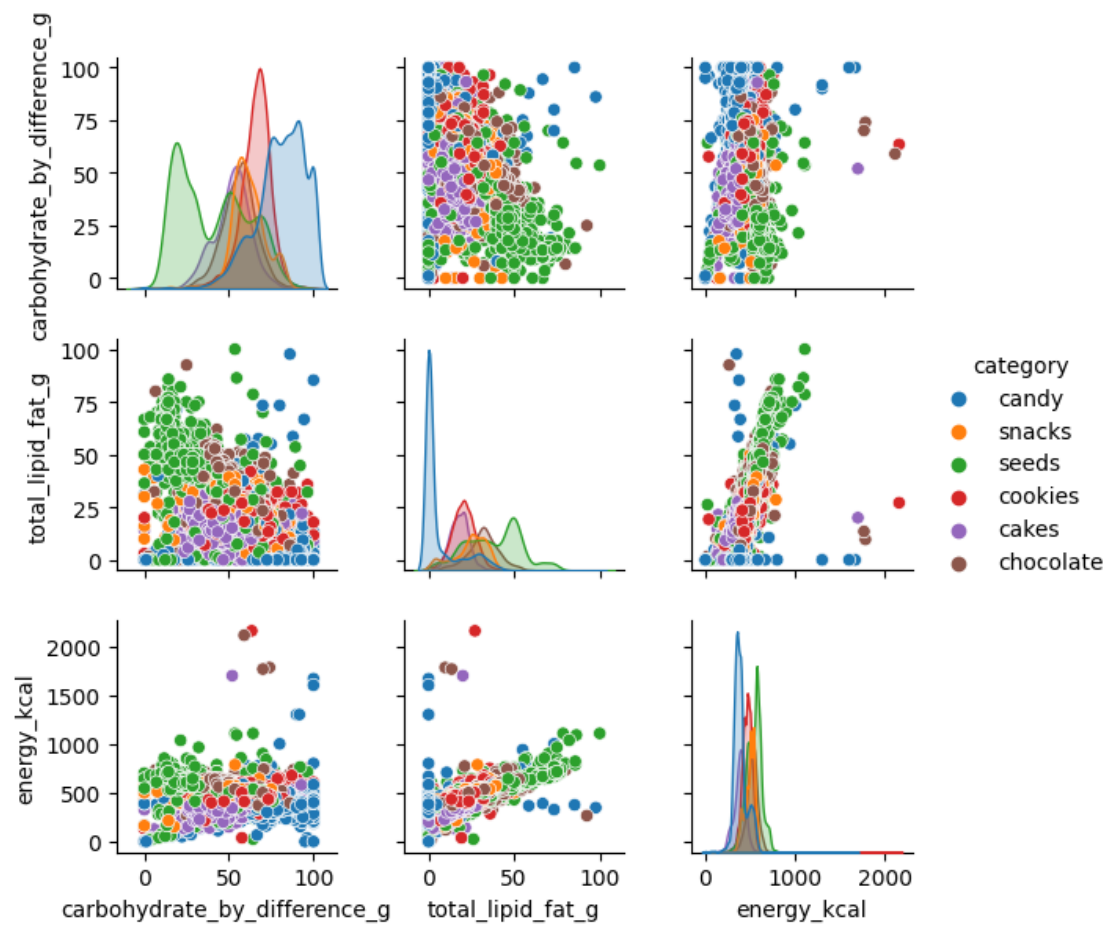 carbohydrate_by_difference_g
100
75
50
25
0
total_lipid_fat_g
100
75
50
25
0
energy_kcal
2000
1500
1000
500
0
0
50
100
carbohydrate_by_difference_g
0
50
100
total_lipid_fat_g
0
1000
2000
energy_kcal
category
candy
snacks
seeds
cookies
cakes
chocolate